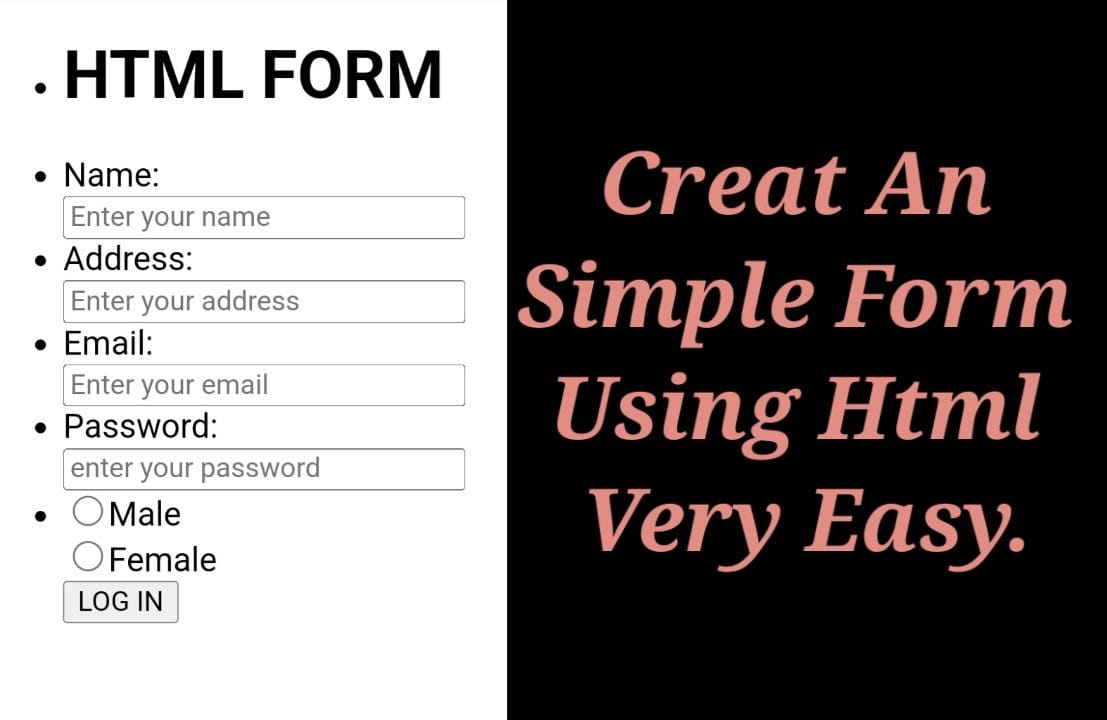 HTML FORM
Name:
Enter your name
Address:
Enter your address
Email:
Enter your email
Password:
enter your password
Male
Female
LOG IN
Creat An
Simple Form
Using Html
Very Easy.